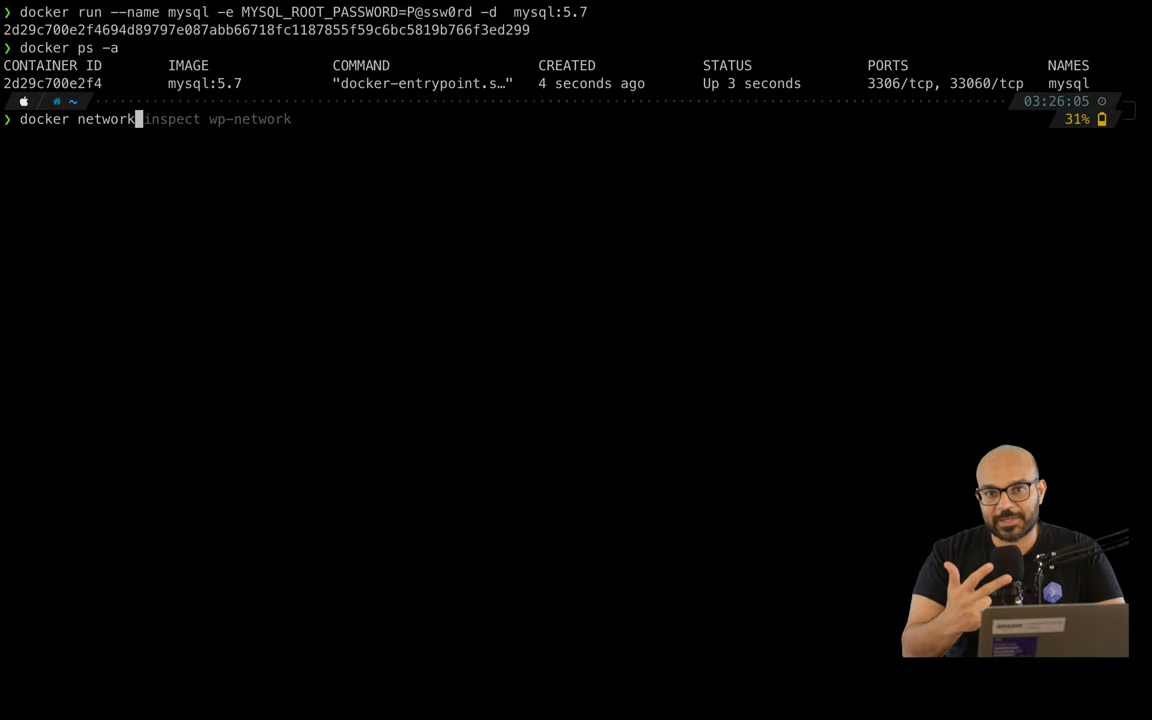 ❯ docker run --name mysql -e MYSQL_ROOT_PASSWORD=P@ssw0rd -d  mysql:5.7
2d29c700e2f4694d89797e087abb66718fc1187855f59c6bc5819b766f3ed299
❯ docker ps -a
CONTAINER ID   IMAGE   COMMAND   CREATED   STATUS   PORTS   NAMES
2d29c700e2f4   mysql:5.7   "docker-entrypoint.s…"   4 seconds ago   Up 3 seconds   3306/tcp, 33060/tcp   mysql
~ 03:26:05
❯ docker network inspect wp-network 31%